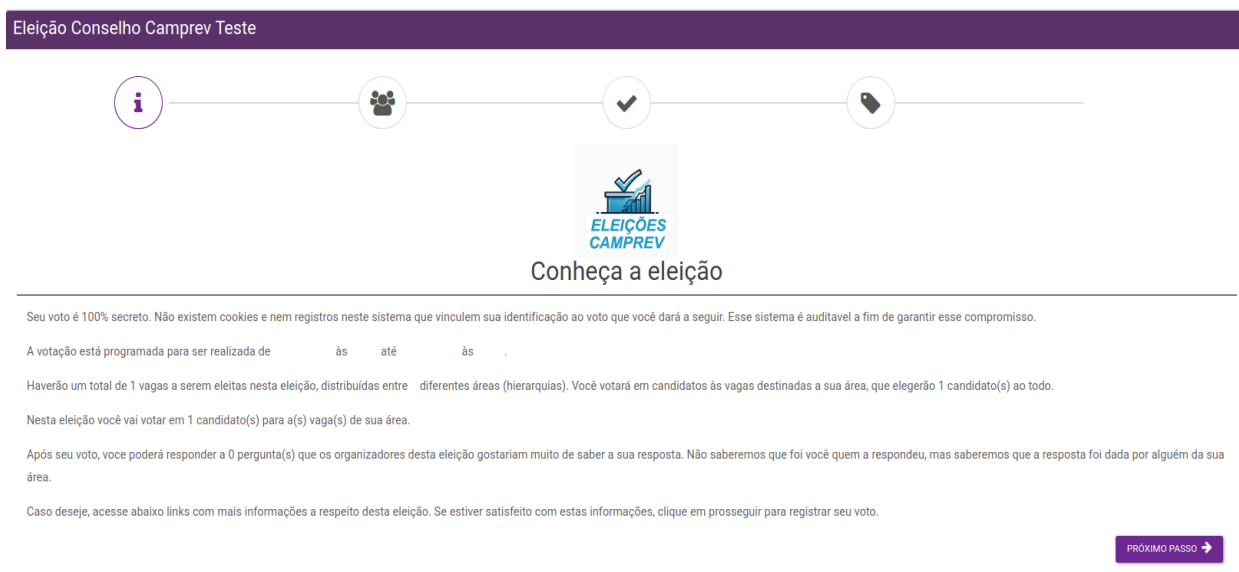 Eleição Conselho Camprev Teste
ELEIÇÕES
CAMPREV
Conheça a eleição
Seu voto é 100% secreto. Não existem cookies e nem registros neste sistema que vinculem sua identificação ao voto que você dará a seguir. Esse sistema é auditavel a fim de garantir esse compromisso.
A votação está programada para ser realizada de às até às .
Haverão um total de 1 vagas a serem eleitas nesta eleição, distribuídas entre diferentes áreas (hierarquias). Você votará em candidatos às vagas destinadas a sua área, que elegerão 1 candidato(s) ao todo.
Nesta eleição você vai votar em 1 candidato(s) para a(s) vaga(s) de sua área.
Após seu voto, voce poderá responder a 0 pergunta(s) que os organizadores desta eleição gostariam muito de saber a sua resposta. Não saberemos que foi você quem a respondeu, mas saberemos que a resposta foi dada por alguém da sua
área.
Caso deseje, acesse abaixo links com mais informações a respeito desta eleição. Se estiver satisfeito com estas informações, clique em prosseguir para registrar seu voto.
PRÓXIMO PASSO